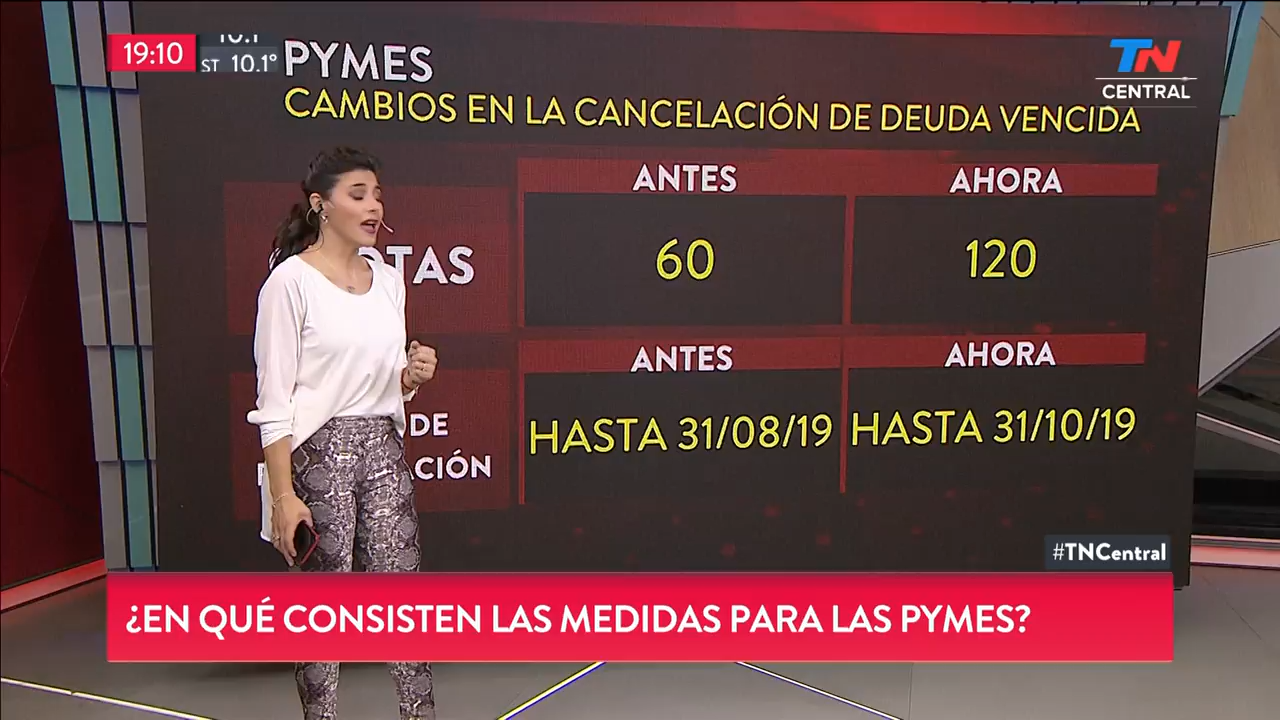 19:10
ST 10.1°
PYMES
CAMBIOS EN LA CANCELACIÓN DE DEUDA VENCIDA
TN
CENTRAL
ANTES
AHORA
60
120
ANTES
AHORA
DE
HASTA 31/08/19
HASTA 31/10/19
#TNCentral
¿EN QUÉ CONSISTEN LAS MEDIDAS PARA LAS PYMES?